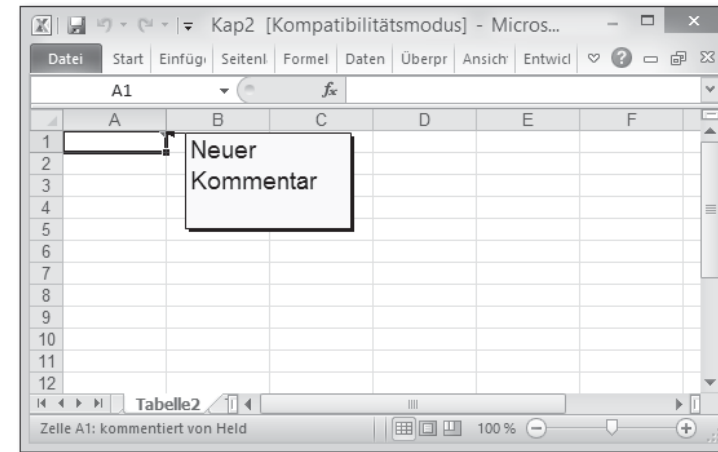 Kap2 [Kompatibilitätsmodus] - Micros...
Datei Start Einfüg Seitenl Formel Daten Überpr Ansich Entwicl
A1 fx
A B C D E F
1
2
3
4
5
6
7
8
9
10
11
12
Neuer
Kommentar
Tabelle2
Zelle A1: kommentiert von Held 100 %